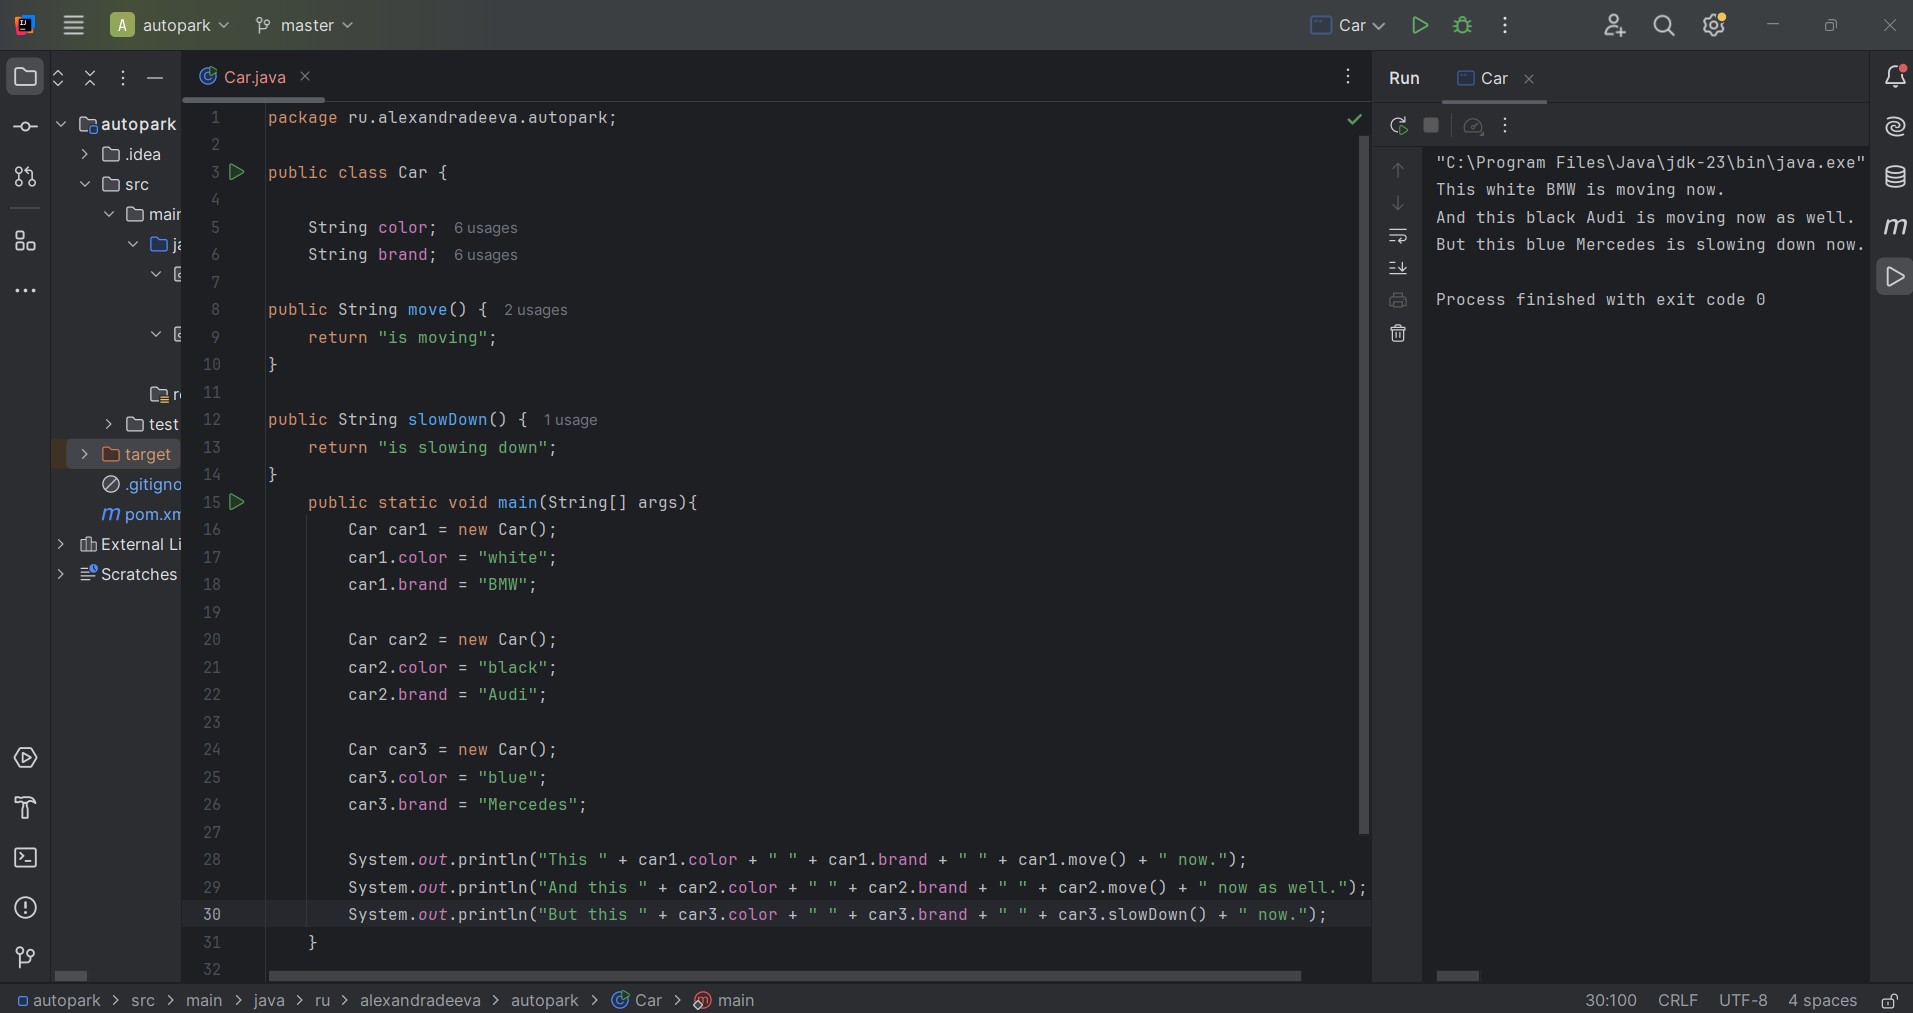 A autopark master Car
Car.java
Run Car
autopark
.idea
src
main
test
target
External
Scratches
1 package ru.alexandradeeva.autopark;
2
3 public class Car {
4
5 String color; 6 usages
6 String brand; 6 usages
7
8 public String move() { 2 usages
9 return "is moving";
10 }
11
12 public String slowDown() { 1 usage
13 return "is slowing down";
14 }
15 public static void main(String[] args){
16 Car car1 = new Car();
17 car1.color = "white";
18 car1.brand = "BMW";
19
20 Car car2 = new Car();
21 car2.color = "black";
22 car2.brand = "Audi";
23
24 Car car3 = new Car();
25 car3.color = "blue";
26 car3.brand = "Mercedes";
27
28 System.out.println("This " + car1.color + " " + car1.brand + " " + car1.move() + " now.");
29 System.out.println("And this " + car2.color + " " + car2.brand + " " + car2.move() + " now as well.");
30 System.out.println("But this " + car3.color + " " + car3.brand + " " + car3.slowDown() + " now.");
31 }
32
"C:\Program Files\Java\jdk-23\bin\java.exe"
This white BMW is moving now.
And this black Audi is moving now as well.
But this blue Mercedes is slowing down now.
Process finished with exit code 0
autopark > src > main > java > ru > alexandradeeva > autopark > Car > m main
30:100 CRLF UTF-8 4 spaces